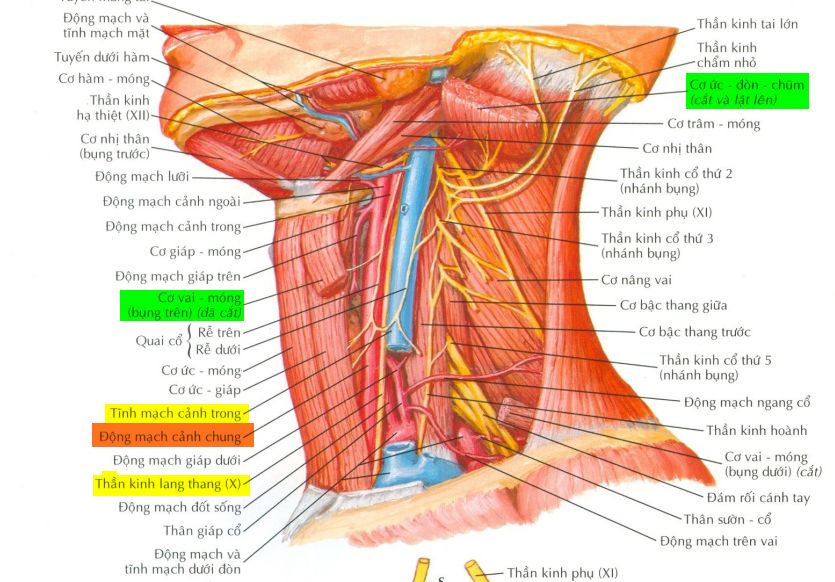 Động mạch và
tĩnh mạch mặt
Tuyến dưới hàm
Cơ hàm - móng
Thần kinh
hạ thiệt (XII)
Cơ nhị thân
(bụng trước)
Động mạch lưỡi
Động mạch cảnh ngoài
Động mạch cảnh trong
Cơ giáp - móng
Động mạch giáp trên
Cơ vai - móng
(bụng trên) (đã cắt)
Quai cổ { Rễ trên
Rễ dưới
Cơ ức - móng
Cơ ức - giáp
Tĩnh mạch cảnh trong
Động mạch cảnh chung
Động mạch giáp dưới
Thần kinh lang thang (X)
Động mạch đốt sống
Thân giáp cổ
Động mạch và
tĩnh mạch dưới đòn
Thần kinh tai lớn
Thần kinh
chẩm nhỏ
Cơ ức - đòn - chũm
(cắt và lật lên)
Cơ trâm - móng
Cơ nhị thân
Thần kinh cổ thứ 2
(nhánh bụng)
Thần kinh phụ (XI)
Thần kinh cổ thứ 3
(nhánh bụng)
Cơ nâng vai
Cơ bậc thang giữa
Cơ bậc thang trước
Thần kinh cổ thứ 5
(nhánh bụng)
Động mạch ngang cổ
Thần kinh hoành
Cơ vai - móng
(bụng dưới) (cắt)
Đám rối cánh tay
Thân sườn - cổ
Động mạch trên vai
Thần kinh phụ (XI)